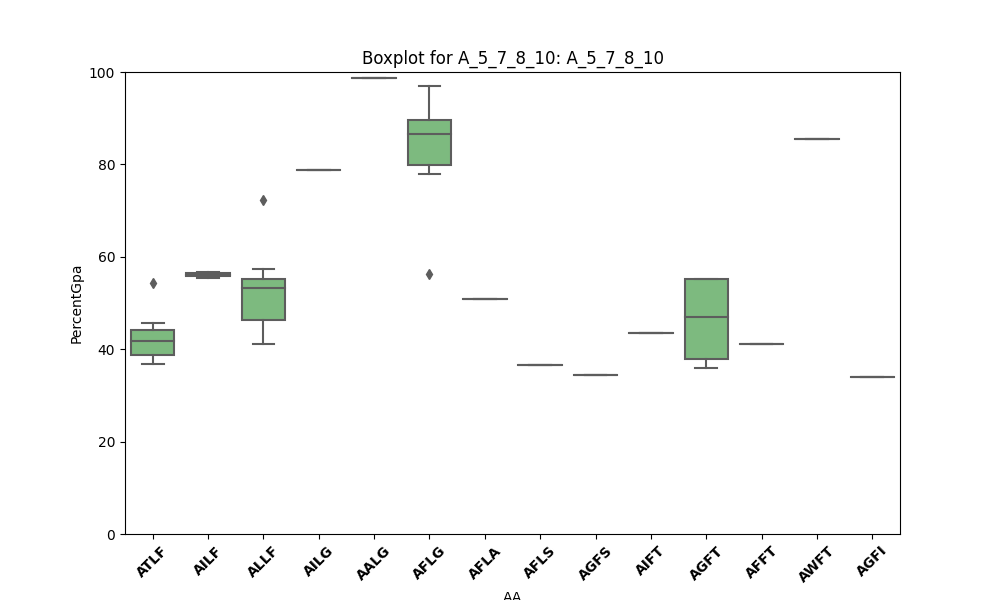 Boxplot for A_5_7_8_10: A_5_7_8_10
100
80
60
40
20
0
PercentGpa
ATLF
AILF
ALLF
AILG
AALG
AFLG
AFLA
AFLS
AGFS
AIFT
AGFT
AFFT
AWFT
AGFI
AA